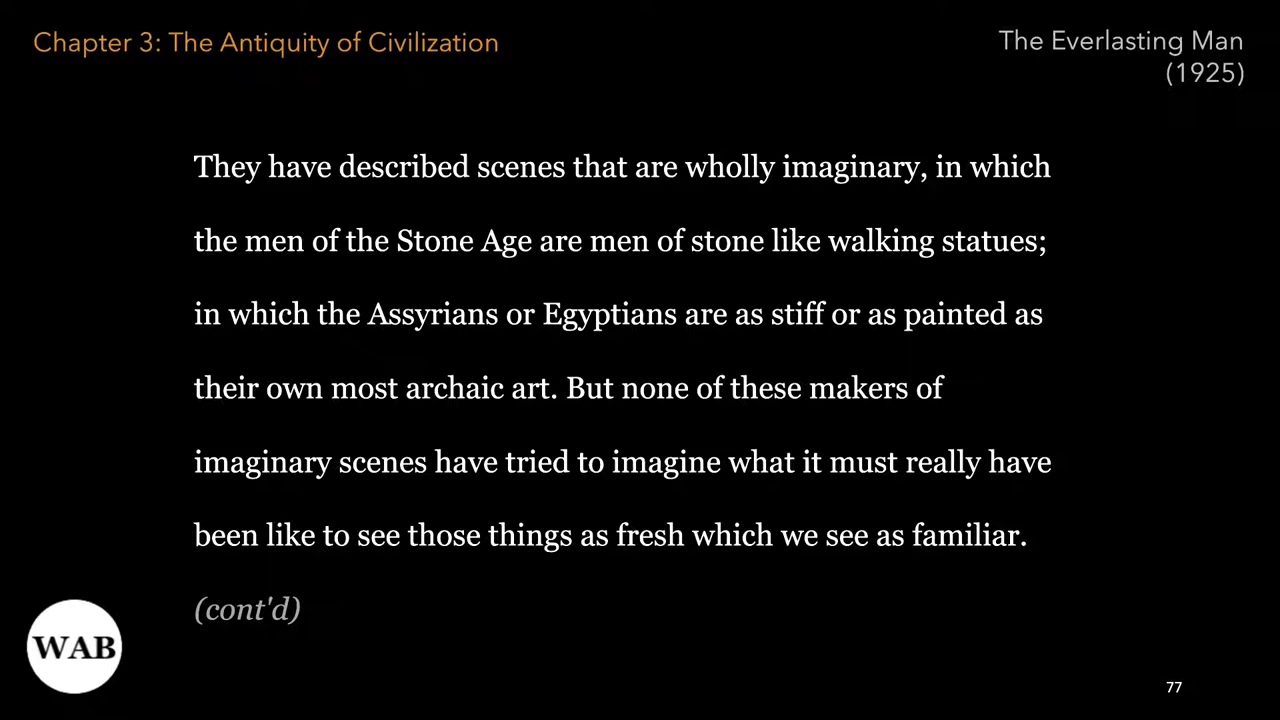 Chapter 3: The Antiquity of Civilization
The Everlasting Man
(1925)
They have described scenes that are wholly imaginary, in which
the men of the Stone Age are men of stone like walking statues;
in which the Assyrians or Egyptians are as stiff or as painted as
their own most archaic art. But none of these makers of
imaginary scenes have tried to imagine what it must really have
been like to see those things as fresh which we see as familiar.
(cont'd)
WAB
77